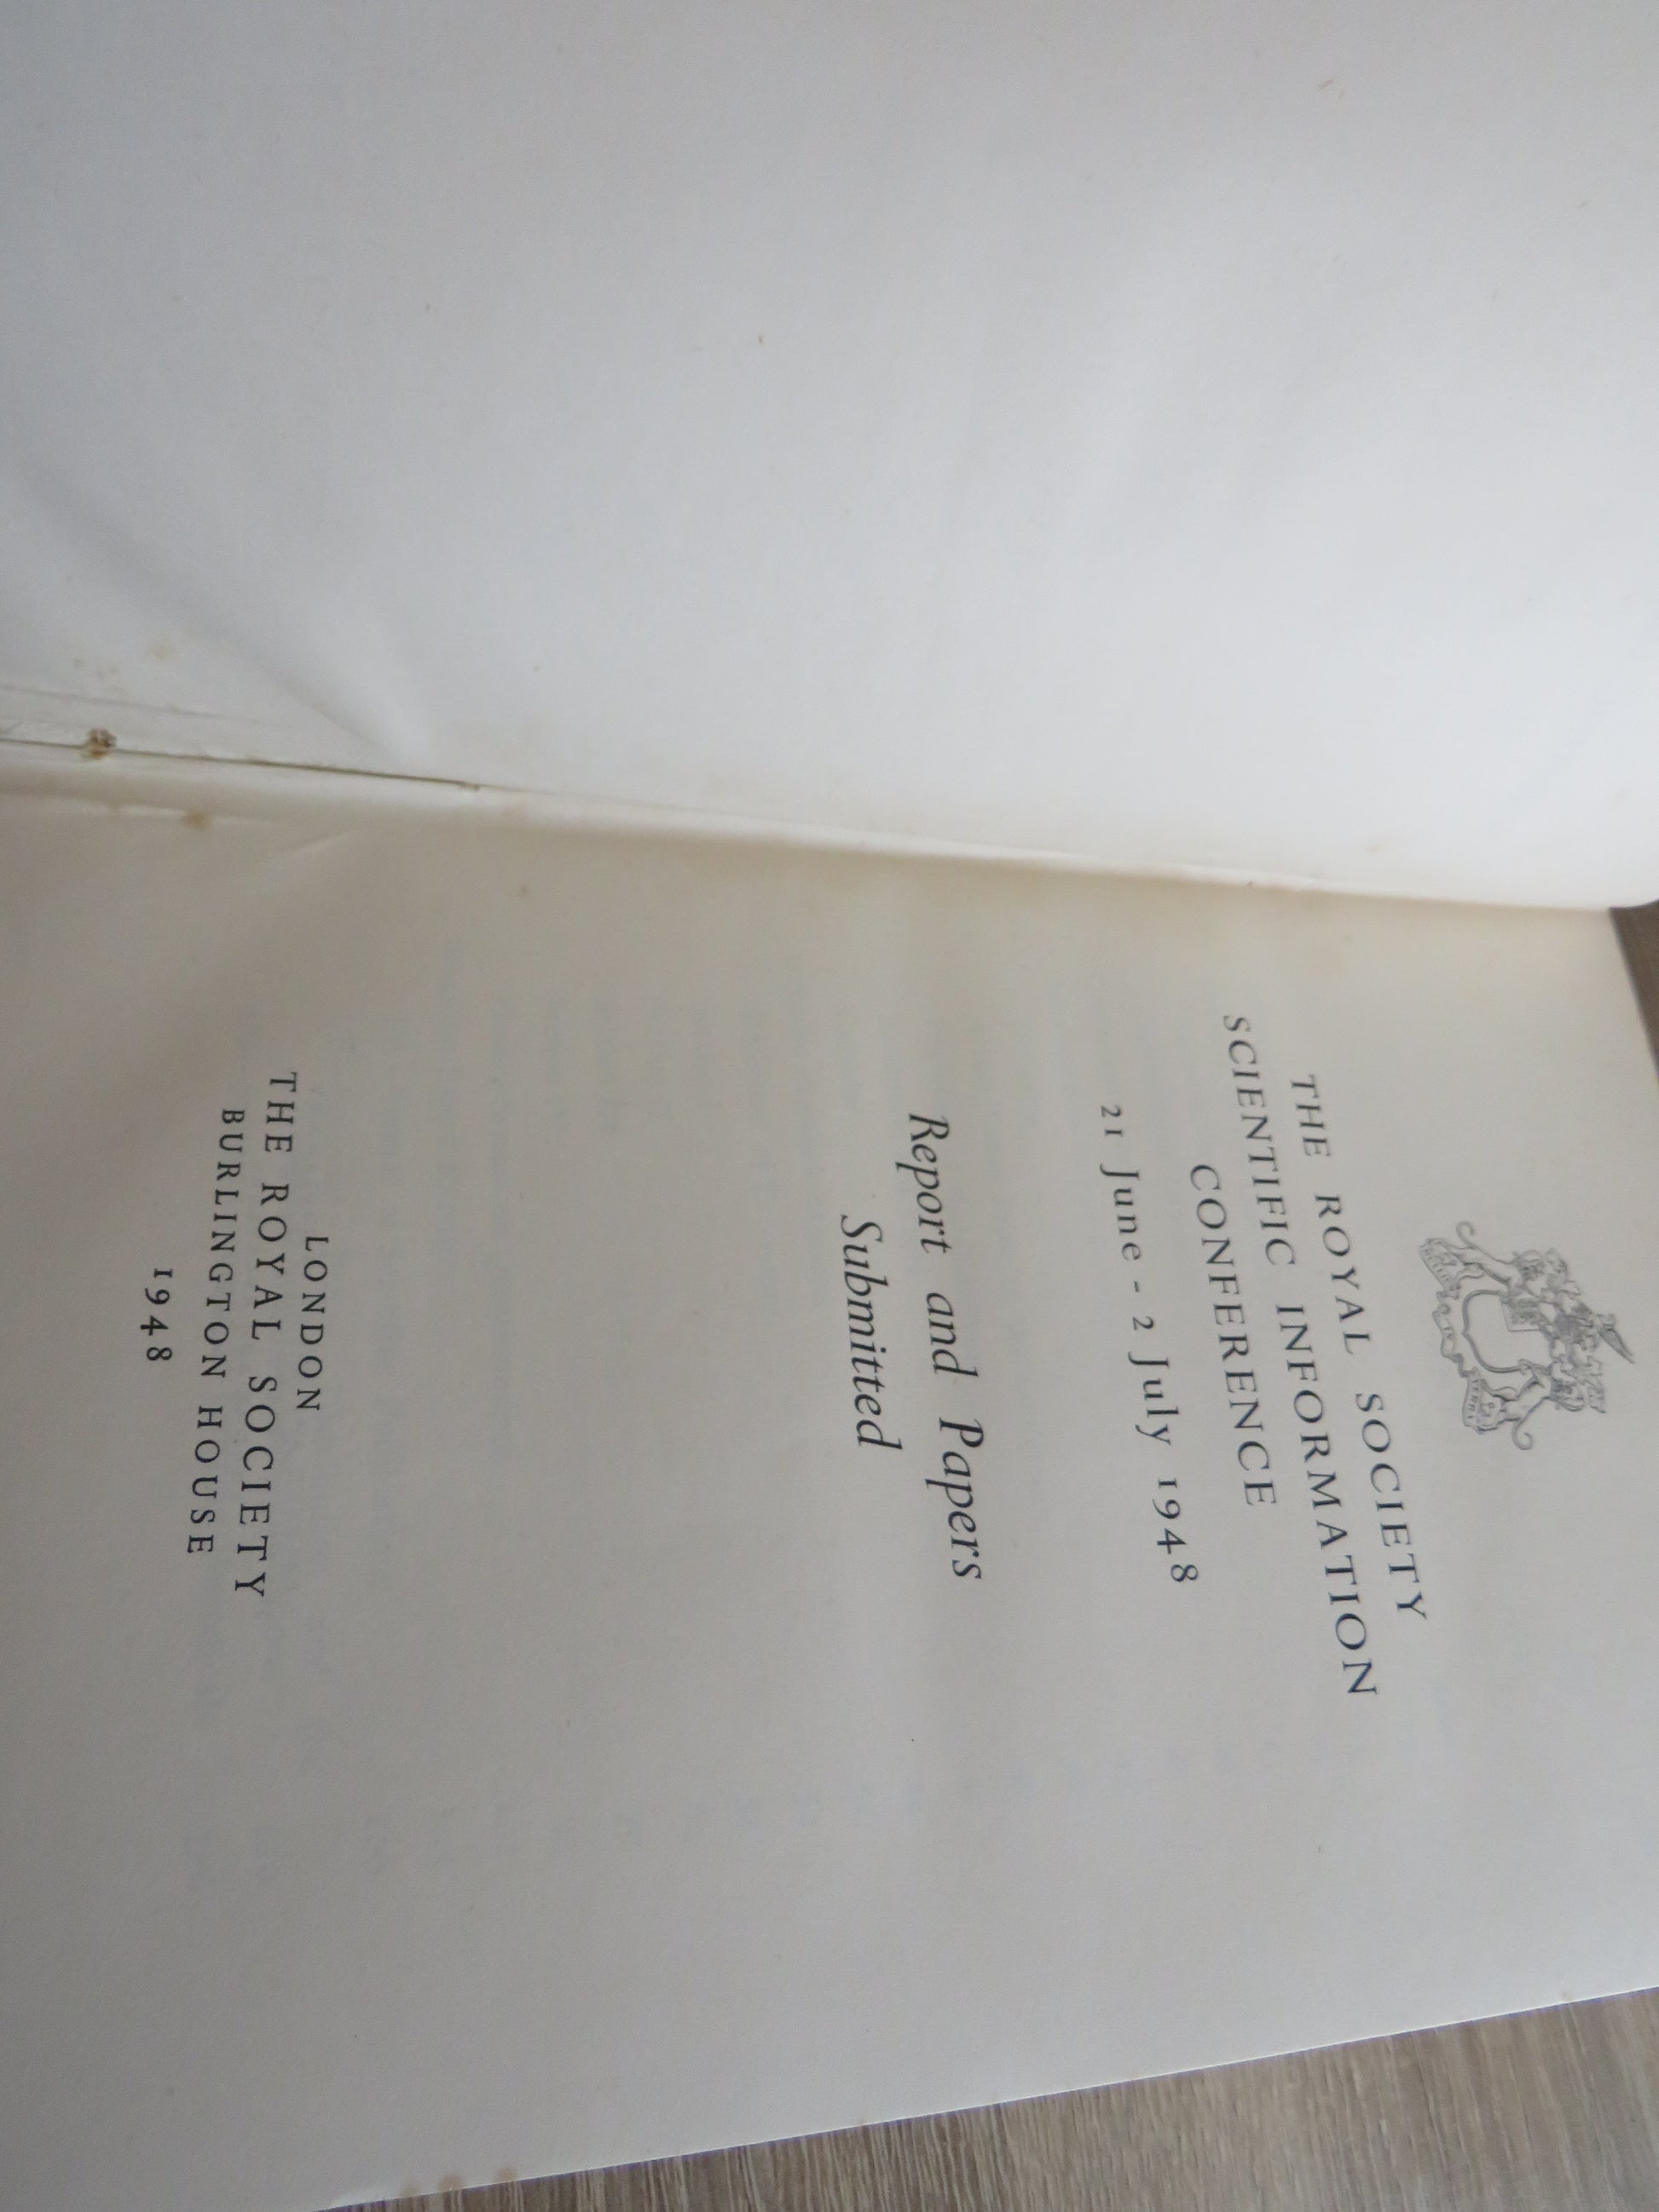 THE ROYAL SOCIETY
SCIENTIFIC INFORMATION
CONFERENCE
21 June - 2 July 1948
Report and Papers
Submitted
LONDON
THE ROYAL SOCIETY
BURLINGTON HOUSE
1948